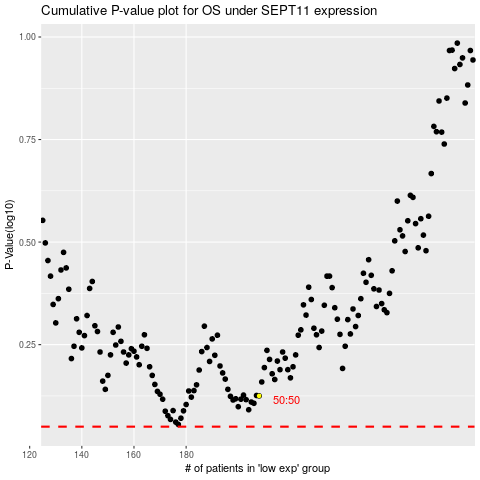 Cumulative P-value plot for OS under SEPT11 expression
1.00
0.75
0.50
0.25
P-Value(log10)
50:50
120 140 160 180
# of patients in 'low exp' group